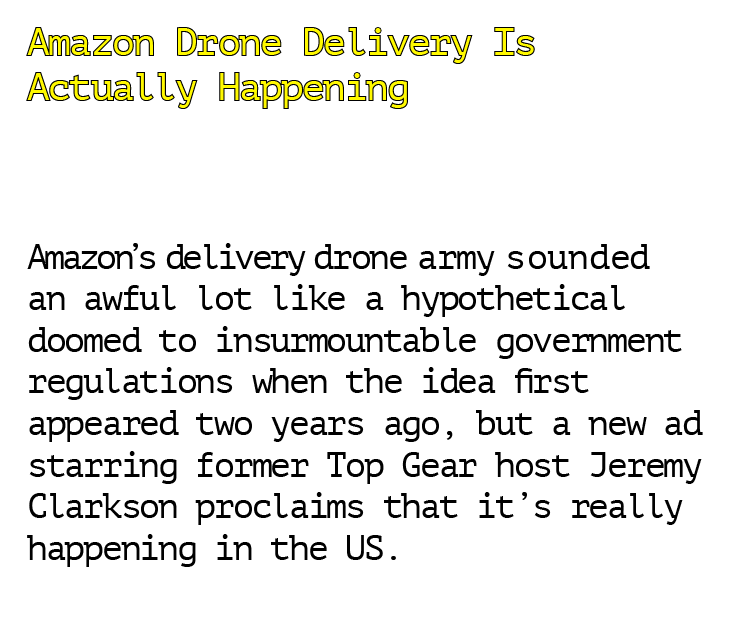 Amazon Drone Delivery Is
Actually Happening
Amazon’s delivery drone army sounded
an awful lot like a hypothetical
doomed to insurmountable government
regulations when the idea first
appeared two years ago, but a new ad
starring former Top Gear host Jeremy
Clarkson proclaims that it’s really
happening in the US.